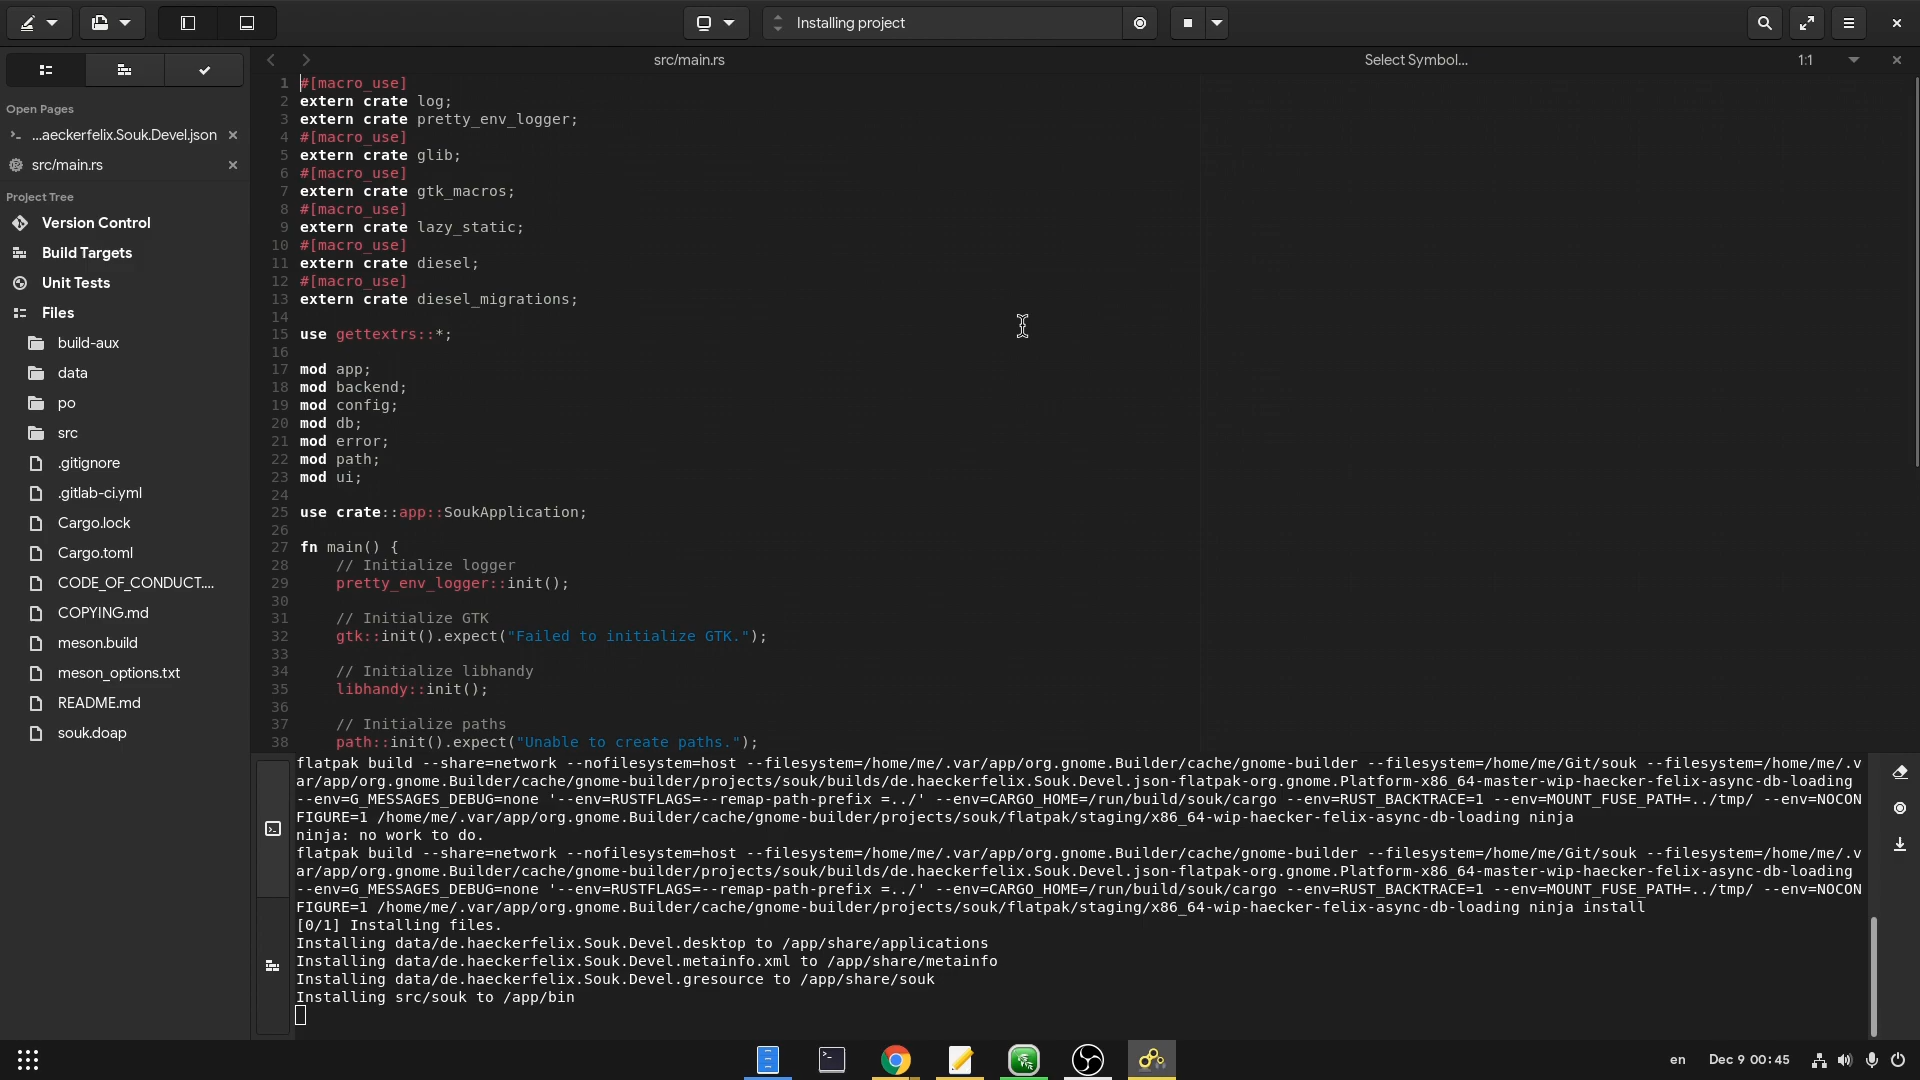 Installing project
src/main.rs
Select Symbol...
1:1
Open Pages
...aeckerfelix.Souk.Devel.json
src/main.rs
Project Tree
Version Control
Build Targets
Unit Tests
Files
build-aux
data
po
src
.gitignore
.gitlab-ci.yml
Cargo.lock
Cargo.toml
CODE_OF_CONDUCT....
COPYING.md
meson.build
meson_options.txt
README.md
souk.doap
1 #[macro_use]
2 extern crate log;
3 extern crate pretty_env_logger;
4 #[macro_use]
5 extern crate glib;
6 #[macro_use]
7 extern crate gtk_macros;
8 #[macro_use]
9 extern crate lazy_static;
10 #[macro_use]
11 extern crate diesel;
12 #[macro_use]
13 extern crate diesel_migrations;
14
15 use gettextrs::*;
16
17 mod app;
18 mod backend;
19 mod config;
20 mod db;
21 mod error;
22 mod path;
23 mod ui;
24
25 use crate::app::SoukApplication;
26
27 fn main() {
28     // Initialize logger
29     pretty_env_logger::init();
30
31     // Initialize GTK
32     gtk::init().expect("Failed to initialize GTK.");
33
34     // Initialize libhandy
35     libhandy::init();
36
37     // Initialize paths
38     path::init().expect("Unable to create paths.");
flatpak build --share=network --nofilesystem=host --filesystem=/home/me/.var/app/org.gnome.Builder/cache/gnome-builder --filesystem=/home/me/Git/souk --filesystem=/home/me/.v
ar/app/org.gnome.Builder/cache/gnome-builder/projects/souk/builds/de.haeckerfelix.Souk.Devel.json-flatpak-org.gnome.Platform-x86_64-master-wip-haecker-felix-async-db-loading
--env=G_MESSAGES_DEBUG=none '--env=RUSTFLAGS=--remap-path-prefix =../' --env=CARGO_HOME=/run/build/souk/cargo --env=RUST_BACKTRACE=1 --env=MOUNT_FUSE_PATH=../tmp/ --env=NOCON
FIGURE=1 /home/me/.var/app/org.gnome.Builder/cache/gnome-builder/projects/souk/flatpak/staging/x86_64-wip-haecker-felix-async-db-loading ninja
ninja: no work to do.
flatpak build --share=network --nofilesystem=host --filesystem=/home/me/.var/app/org.gnome.Builder/cache/gnome-builder --filesystem=/home/me/Git/souk --filesystem=/home/me/.v
ar/app/org.gnome.Builder/cache/gnome-builder/projects/souk/builds/de.haeckerfelix.Souk.Devel.json-flatpak-org.gnome.Platform-x86_64-master-wip-haecker-felix-async-db-loading
--env=G_MESSAGES_DEBUG=none '--env=RUSTFLAGS=--remap-path-prefix =../' --env=CARGO_HOME=/run/build/souk/cargo --env=RUST_BACKTRACE=1 --env=MOUNT_FUSE_PATH=../tmp/ --env=NOCON
FIGURE=1 /home/me/.var/app/org.gnome.Builder/cache/gnome-builder/projects/souk/flatpak/staging/x86_64-wip-haecker-felix-async-db-loading ninja install
[0/1] Installing files.
Installing data/de.haeckerfelix.Souk.Devel.desktop to /app/share/applications
Installing data/de.haeckerfelix.Souk.Devel.metainfo.xml to /app/share/metainfo
Installing data/de.haeckerfelix.Souk.Devel.gresource to /app/share/souk
Installing src/souk to /app/bin
en
Dec 9 00:45